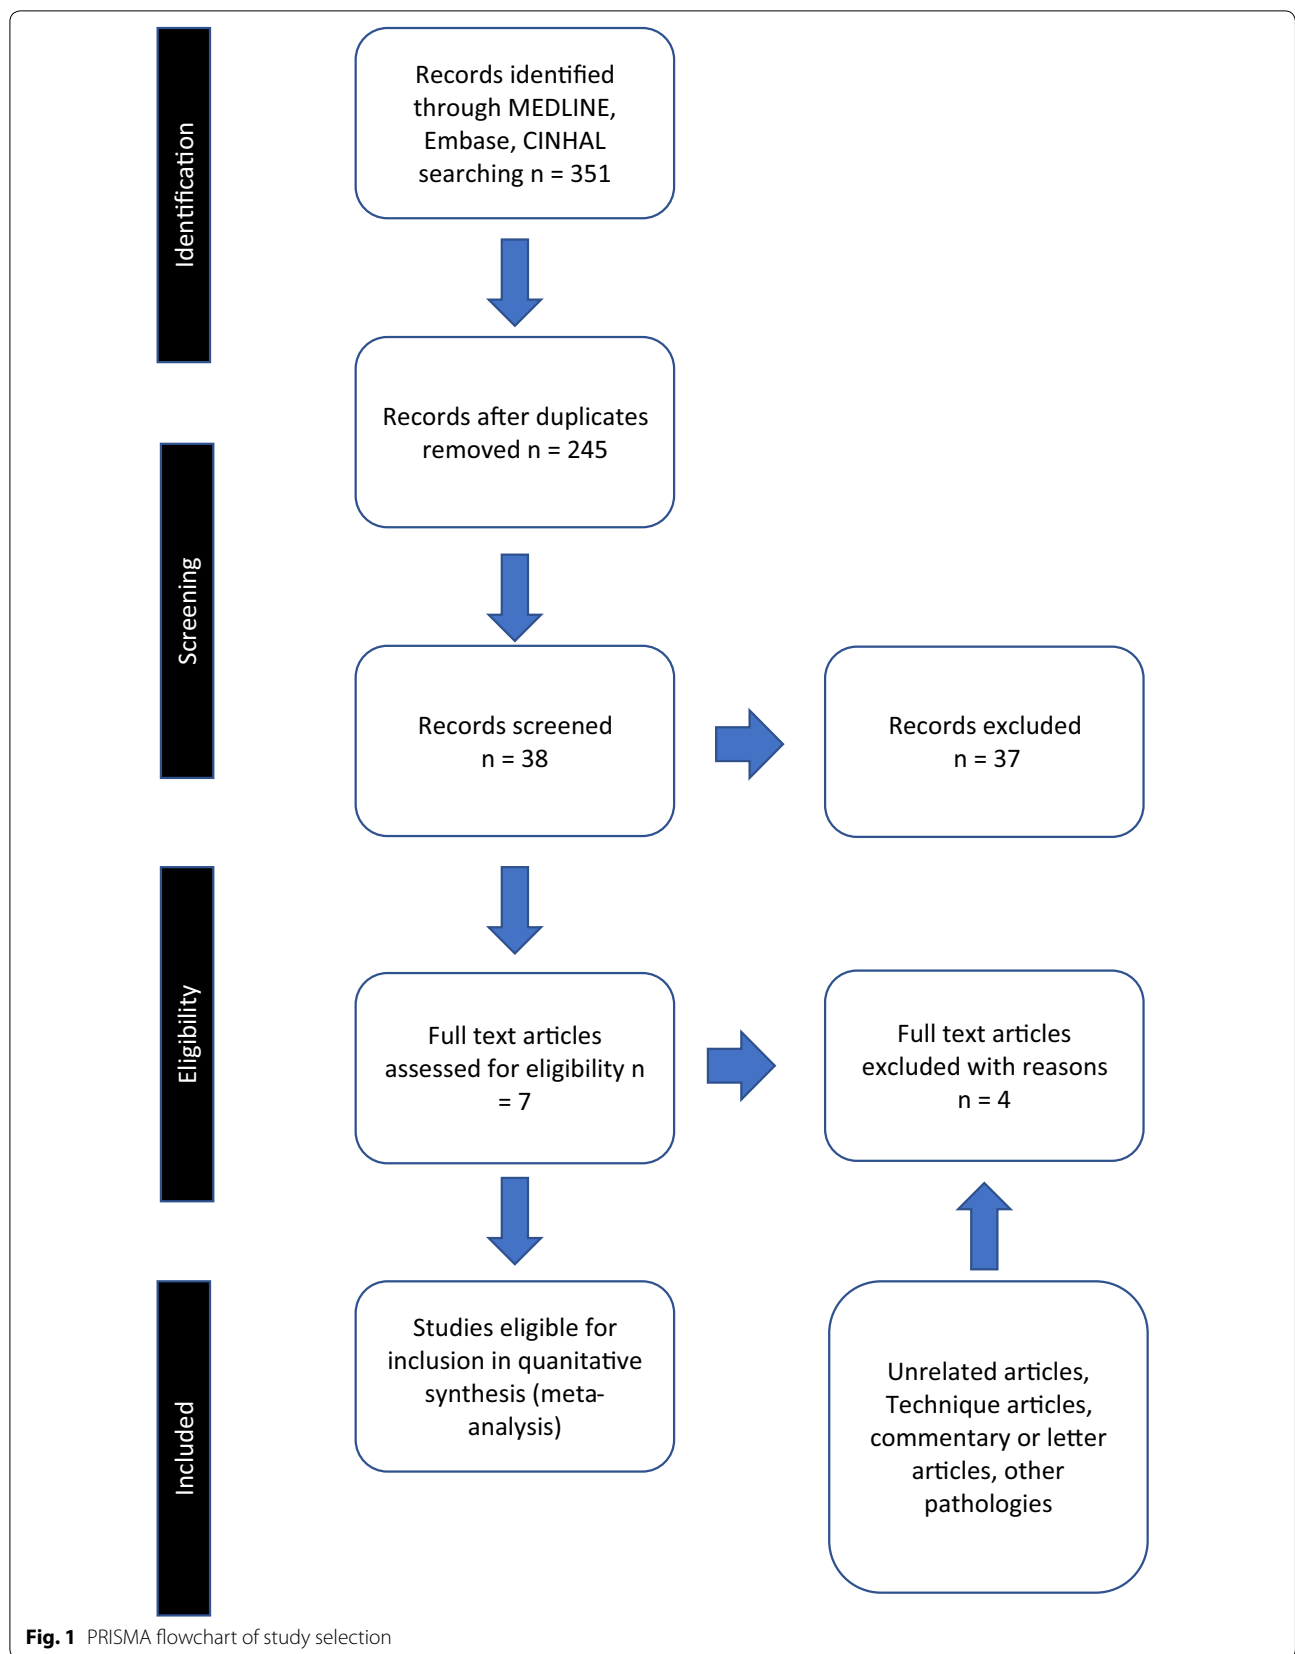 Identification
Records identified
through MEDLINE,
Embase, CINHAL
searching n = 351
Records after duplicates
removed n = 245
Screening
Records screened
n = 38
Records excluded
n = 37
Eligibility
Full text articles
assessed for eligibility n
= 7
Full text articles
excluded with reasons
n = 4
Included
Studies eligible for
inclusion in quanitative
synthesis (meta-
analysis)
Unrelated articles,
Technique articles,
commentary or letter
articles, other
pathologies
Fig. 1 PRISMA flowchart of study selection